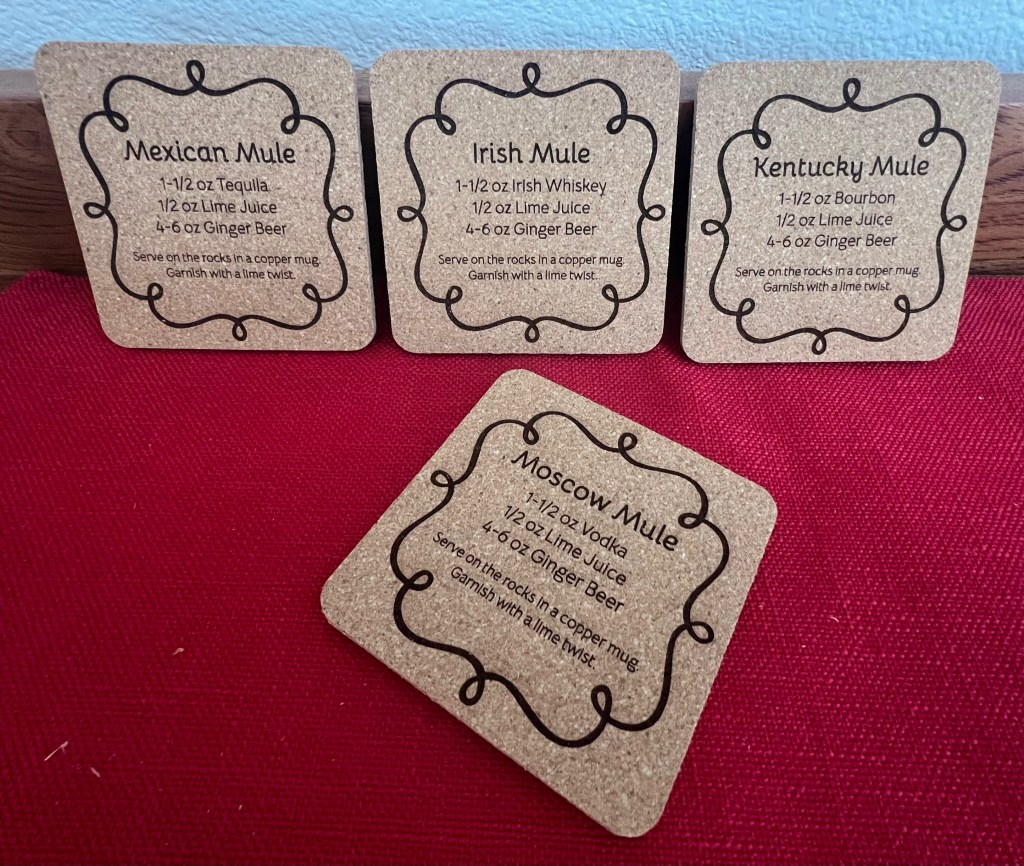 Mexican Mule
1-1/2 oz Tequila
1/2 oz Lime Juice
4-6 oz Ginger Beer
Serve on the rocks in a copper mug.
Garnish with a lime twist.
Irish Mule
1-1/2 oz Irish Whiskey
1/2 oz Lime Juice
4-6 oz Ginger Beer
Serve on the rocks in a copper mug.
Garnish with a lime twist.
Kentucky Mule
1-1/2 oz Bourbon
1/2 oz Lime Juice
4-6 oz Ginger Beer
Serve on the rocks in a copper mug.
Garnish with a lime twist.
Moscow Mule
1-1/2 oz Vodka
1/2 oz Lime Juice
4-6 oz Ginger Beer
Serve on the rocks in a copper mug.
Garnish with a lime twist.